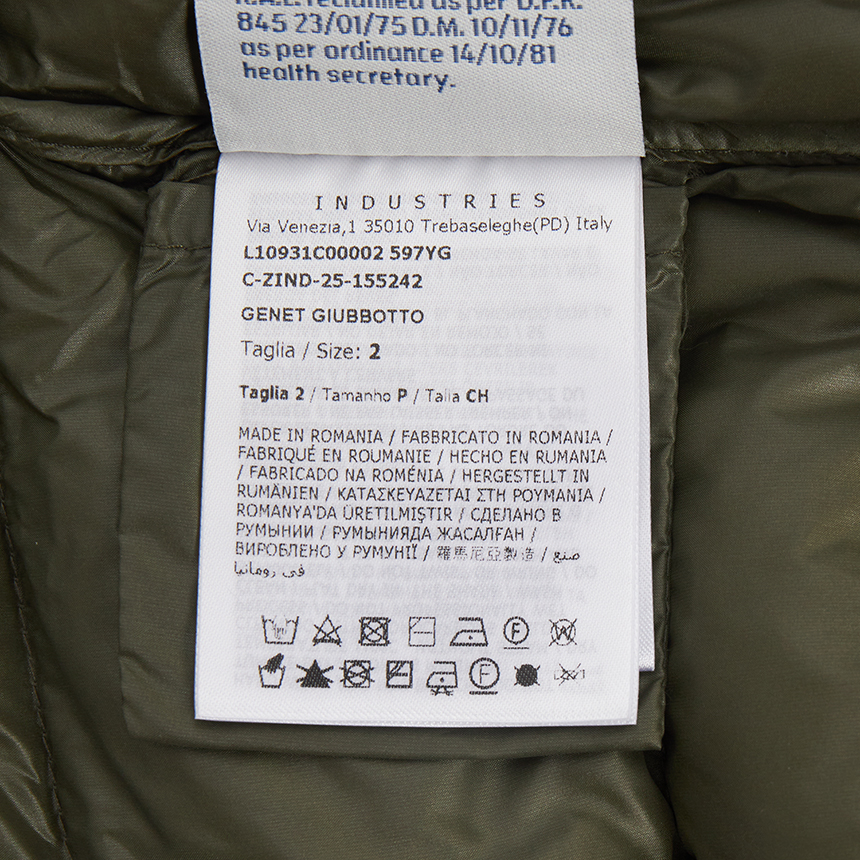 R.A.L. reclaimed as per D.P.R.
845 23/01/75 D.M. 10/11/76
as per ordinance 14/10/81
health secretary.
INDUSTRIES
Via Venezia,1 35010 Trebaseleghe(PD) Italy
L10931C00002 597YG
C-ZIND-25-155242
GENET GIUBBOTTO
Taglia / Size: 2
Taglia 2 / Tamanho P / Talla CH
MADE IN ROMANIA / FABBRICATO IN ROMANIA /
FABRIQUÉ EN ROUMANIE / HECHO EN RUMANIA
/ FABRICADO NA ROMÉNIA / HERGESTELLT IN
RUMÄNIEN / ΚΑΤΑΣΚΕΥΑΖΕΤΑΙ ΣΤΗ ΡΟΥΜΑΝΙΑ /
ROMANYA'DA ÜRETILMIŞTIR / СДЕЛАНО В
РУМЫНИИ / РУМЫНИЯДА ЖАСАЛҒАН /
ВИРОБЛЕНО У РУМУНІЇ / 羅馬尼亞製造 / صنع
في رومانيا
F
W
F